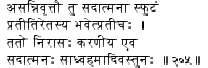 असन्निवृत्तौ तु सदात्मना स्फुटं
प्रतीतिरेतस्य भवेत्प्रतीचः ।
ततो निरासः करणीय एव
सदात्मनः साध्वहमादिवस्तुनः ॥ २०५॥